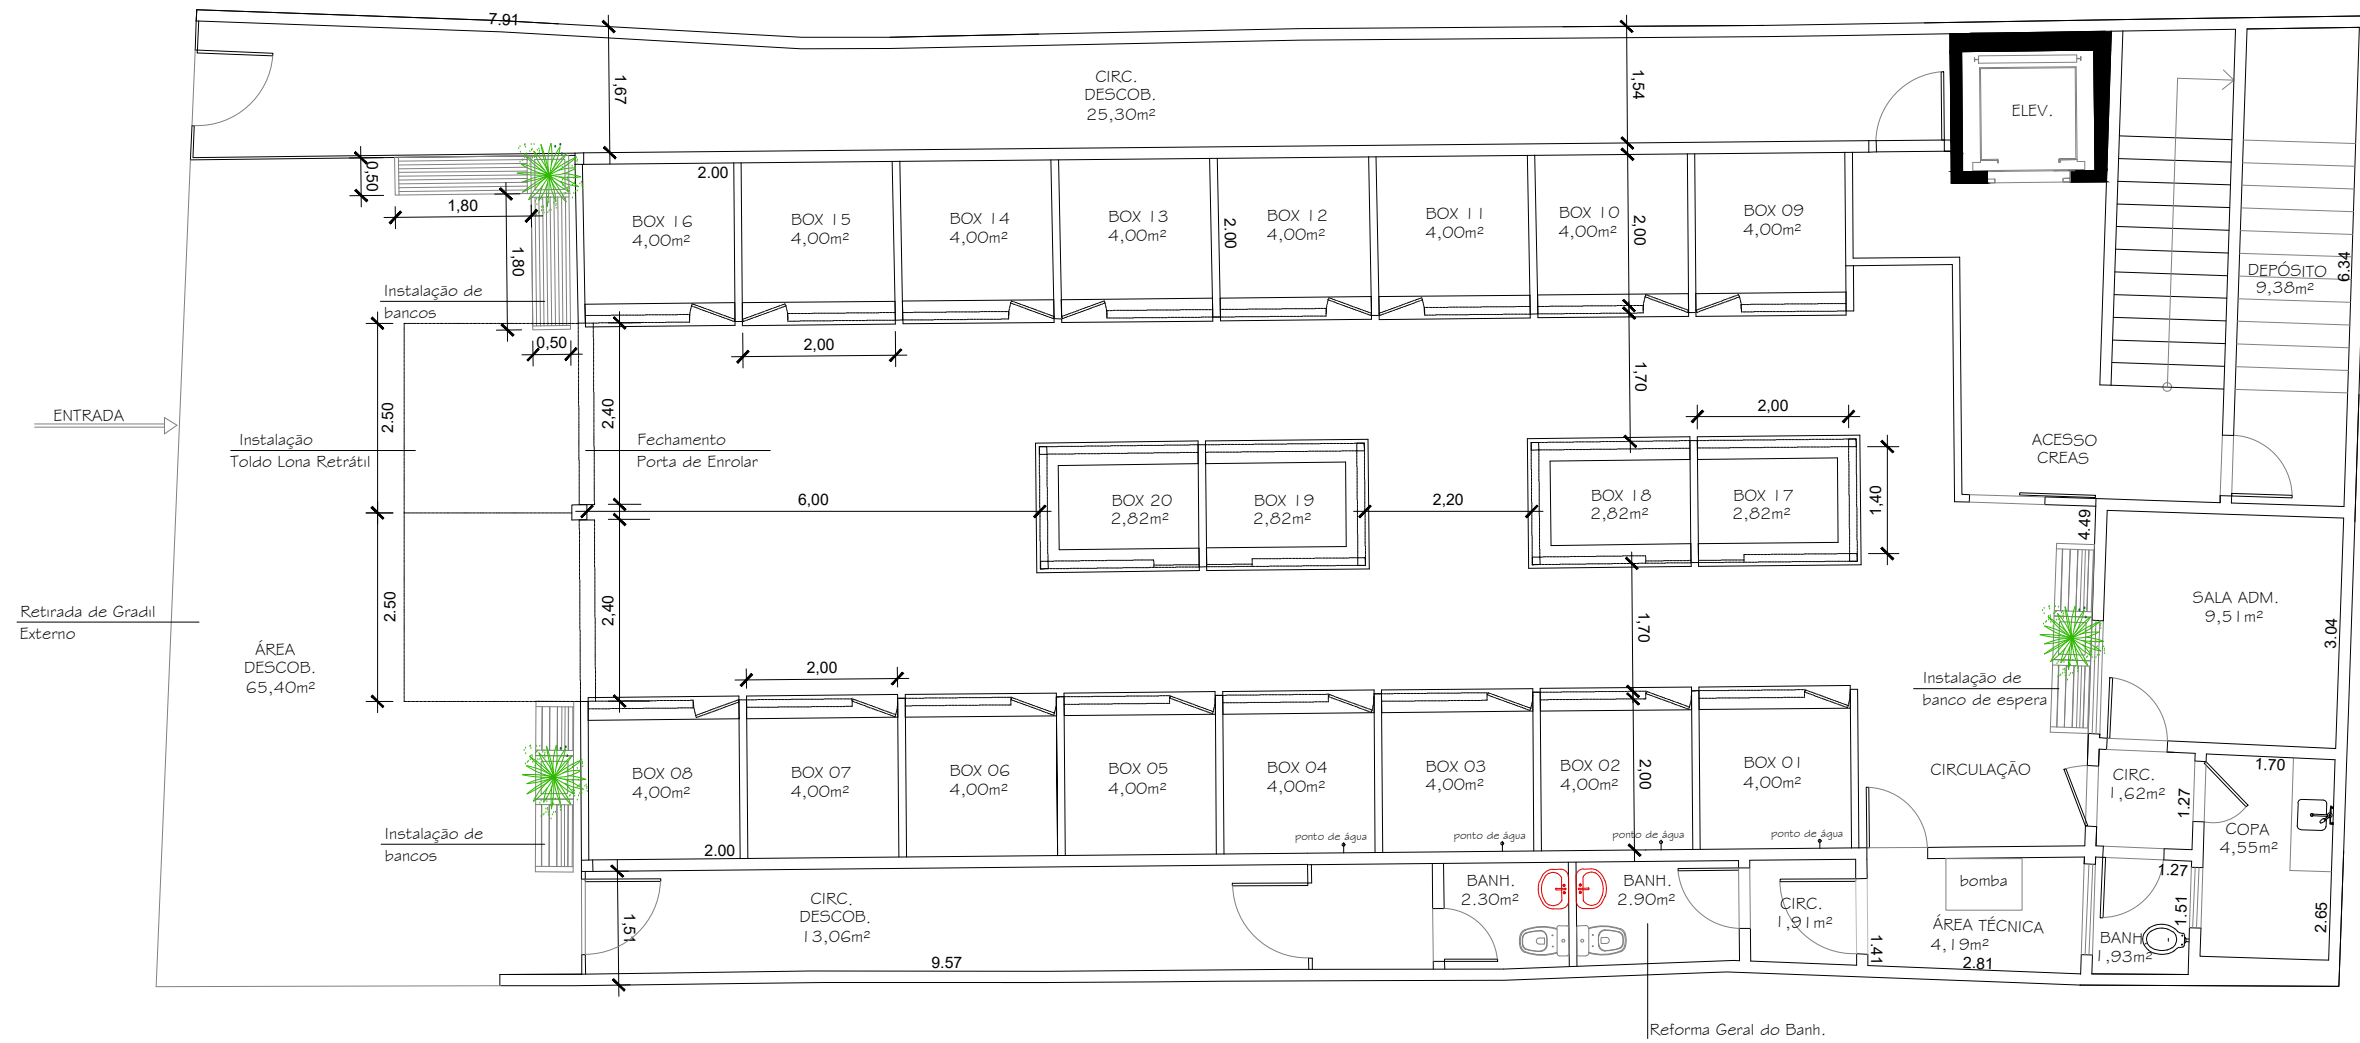 7.91
1,67
CIRC.
DESCOB.
25,30m²
1,54
ELEV.
0,50
1,80
1,80
0,50
Instalação de
bancos
2.00
BOX 16
4,00m²
BOX 15
4,00m²
BOX 14
4,00m²
BOX 13
4,00m²
2.00
BOX 12
4,00m²
BOX 11
4,00m²
BOX 10
4,00m²
2,00
BOX 09
4,00m²
DEPÓSITO
9,38m²
6.34
2,00
1,70
2,00
ENTRADA
2.50
2,40
Instalação
Toldo Lona Retrátil
Fechamento
Porta de Enrolar
ACESSO
CREAS
6,00
BOX 20
2,82m²
BOX 19
2,82m²
2,20
BOX 18
2,82m²
BOX 17
2,82m²
1,40
4.49
2.50
2,40
Retirada de Gradil
Externo
ÁREA
DESCOB.
65,40m²
1,70
SALA ADM.
9,51m²
3.04
2,00
Instalação de
banco de espera
Instalação de
bancos
BOX 08
4,00m²
2.00
BOX 07
4,00m²
BOX 06
4,00m²
BOX 05
4,00m²
BOX 04
4,00m²
BOX 03
4,00m²
BOX 02
4,00m²
2,00
BOX 01
4,00m²
ponto de água
ponto de água
ponto de água
ponto de água
CIRCULAÇÃO
CIRC.
1,62m²
1.27
1.70
COPA
4,55m²
2.65
1,51
CIRC.
DESCOB.
13,06m²
9.57
BANH.
2.30m²
BANH.
2.90m²
CIRC.
1,91m²
1.41
bomba
ÁREA TÉCNICA
4,19m²
2.81
1.27
1.51
BANH.
1,93m²
Reforma Geral do Banh.